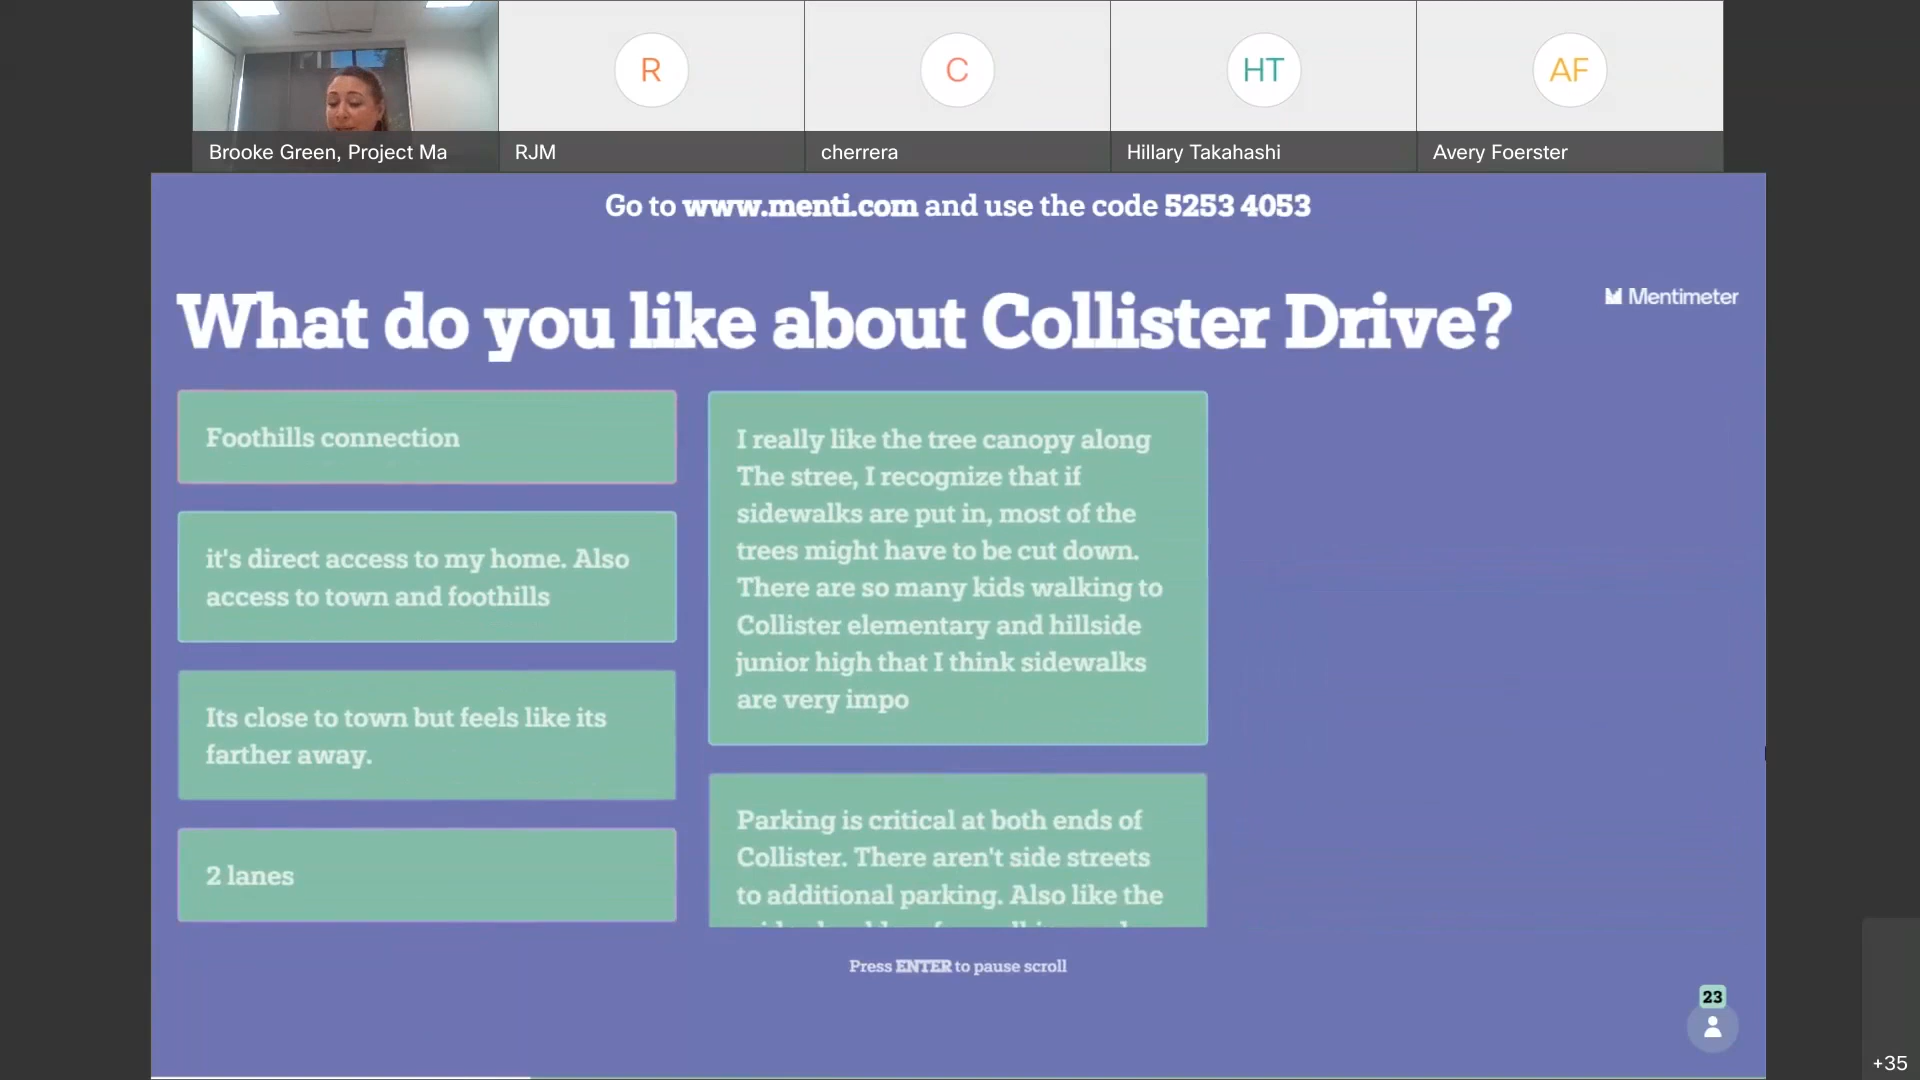 R
C
HT
AF
Brooke Green, Project Ma
RJM
cherrera
Hillary Takahashi
Avery Foerster
Go to www.menti.com and use the code 5253 4053
What do you like about Collister Drive?
Mentimeter
Foothills connection
it's direct access to my home. Also
access to town and foothills
Its close to town but feels like its
farther away.
2 lanes
I really like the tree canopy along
The stree, I recognize that if
sidewalks are put in, most of the
trees might have to be cut down.
There are so many kids walking to
Collister elementary and hillside
junior high that I think sidewalks
are very impo
Parking is critical at both ends of
Collister. There aren't side streets
to additional parking. Also like the
Press ENTER to pause scroll
23
+35